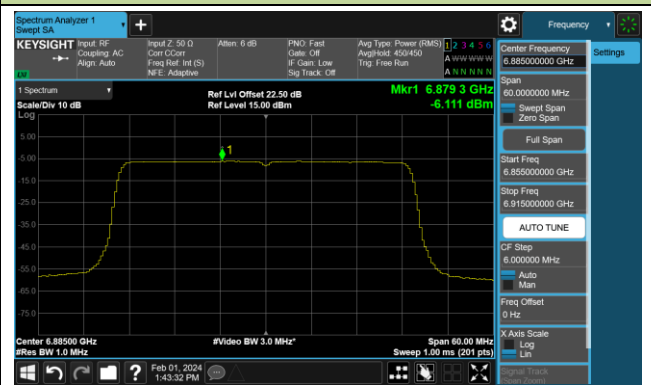 Spectrum Analyzer 1
Swept SA
Frequency
KEYSIGHT
Input: RF
Coupling: AC
Align: Auto
Input Z: 50 Ω
Corr CCorr
Freq Ref: Int (S)
NFE: Adaptive
Atten: 6 dB
PNO: Fast
Gate: Off
IF Gain: Low
Sig Track: Off
Avg Type: Power (RMS)
Avg|Hold: 450/450
Trig: Free Run
1 2 3 4 5 6
A W W W W W
A N N N N N
LXI
Center Frequency
6.885000000 GHz
Settings
Span
60.0000000 MHz
Swept Span
Zero Span
Full Span
Start Freq
6.855000000 GHz
Stop Freq
6.915000000 GHz
AUTO TUNE
CF Step
6.000000 MHz
Auto
Man
Freq Offset
0 Hz
X Axis Scale
Log
Lin
Signal Track
(Span Zoom)
1 Spectrum
Scale/Div 10 dB
Ref Lvl Offset 22.50 dB
Ref Level 15.00 dBm
Mkr1 6.879 3 GHz
-6.111 dBm
Log
5.00
-5.00
-15.0
-25.0
-35.0
-45.0
-55.0
-65.0
-75.0
1
Center 6.88500 GHz
#Res BW 1.0 MHz
#Video BW 3.0 MHz*
Span 60.00 MHz
Sweep 1.00 ms (201 pts)
Feb 01, 2024
1:43:32 PM